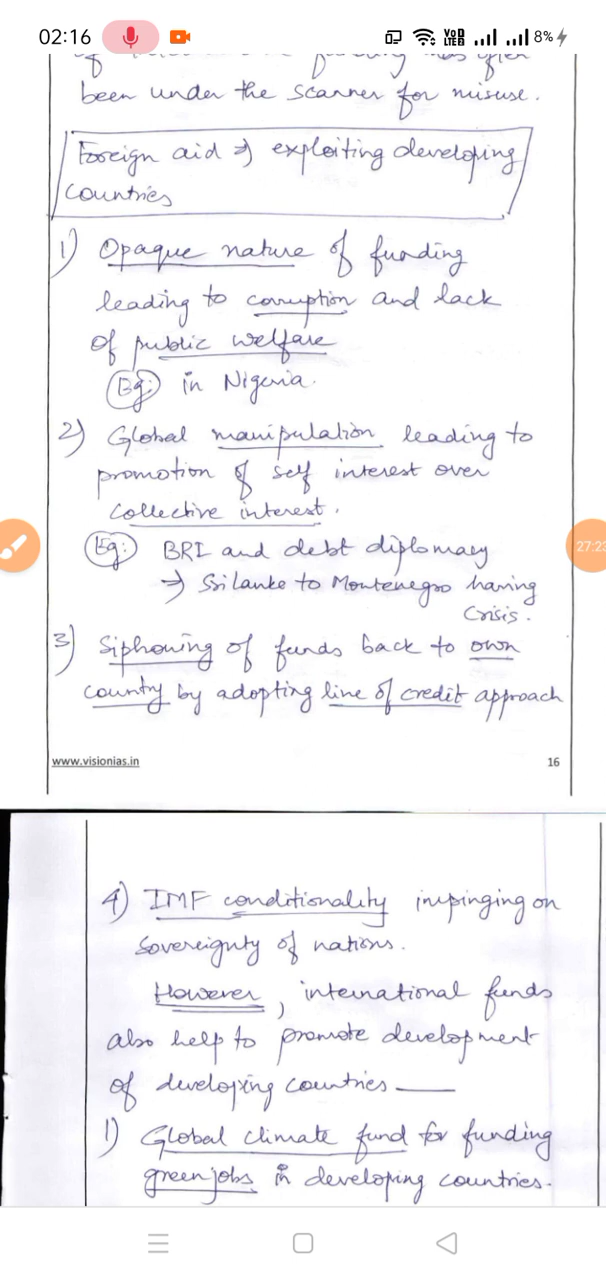 02:16
VoD
LTE2
8%
been under the scanner for misuse.
Foreign aid ⇒ exploiting developing
countries
1) Opaque nature of funding
leading to corruption and lack
of public welfare
Eg: in Nigeria.
2) Global manipulation leading to
promotion of self interest over
collective interest.
Eg: BRI and debt diplomacy
→ Sri Lanka to Montenegro having
Crisis.
27:23
3) Siphowing of funds back to own
country by adopting line of credit approach
www.visionias.in
16
4) IMF conditionality impinging on
sovereignty of nations.
However, international funds
also help to promote development
of developing countries —
1) Global climate fund for funding
green jobs in developing countries.